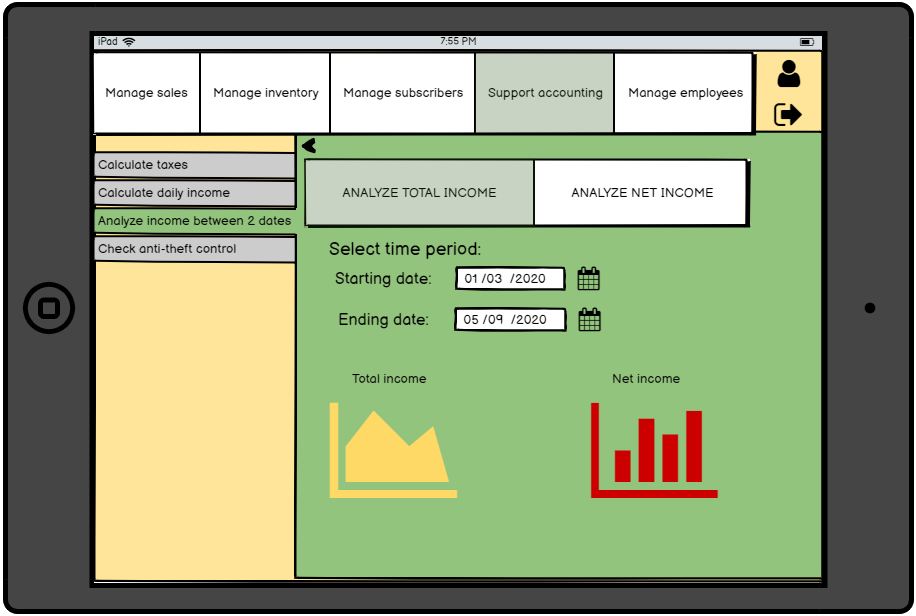 iPad 7:55 PM
Manage sales Manage inventory Manage subscribers Support accounting Manage employees
Calculate taxes
Calculate daily income
Analyze income between 2 dates
Check anti-theft control
ANALYZE TOTAL INCOME ANALYZE NET INCOME
Select time period:
Starting date: 01/03 /2020
Ending date: 05/09 /2020
Total income Net income